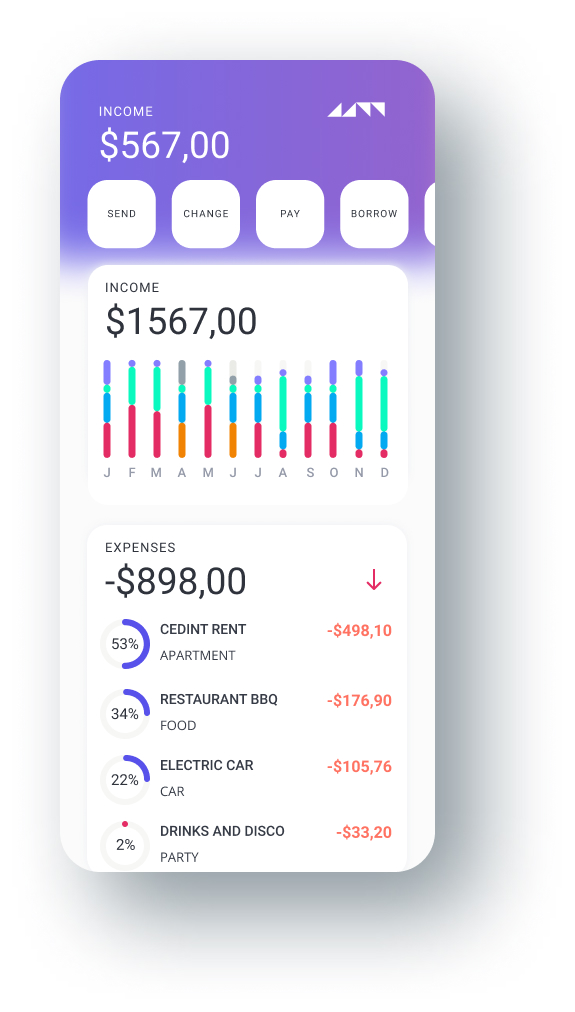 INCOME
$567,00
SEND
CHANGE
PAY
BORROW
INCOME
$1567,00
J F M A M J J A S O N D
EXPENSES
-$898,00
53%
CEDINT RENT
-$498,10
APARTMENT
34%
RESTAURANT BBQ
-$176,90
FOOD
22%
ELECTRIC CAR
-$105,76
CAR
2%
DRINKS AND DISCO
-$33,20
PARTY